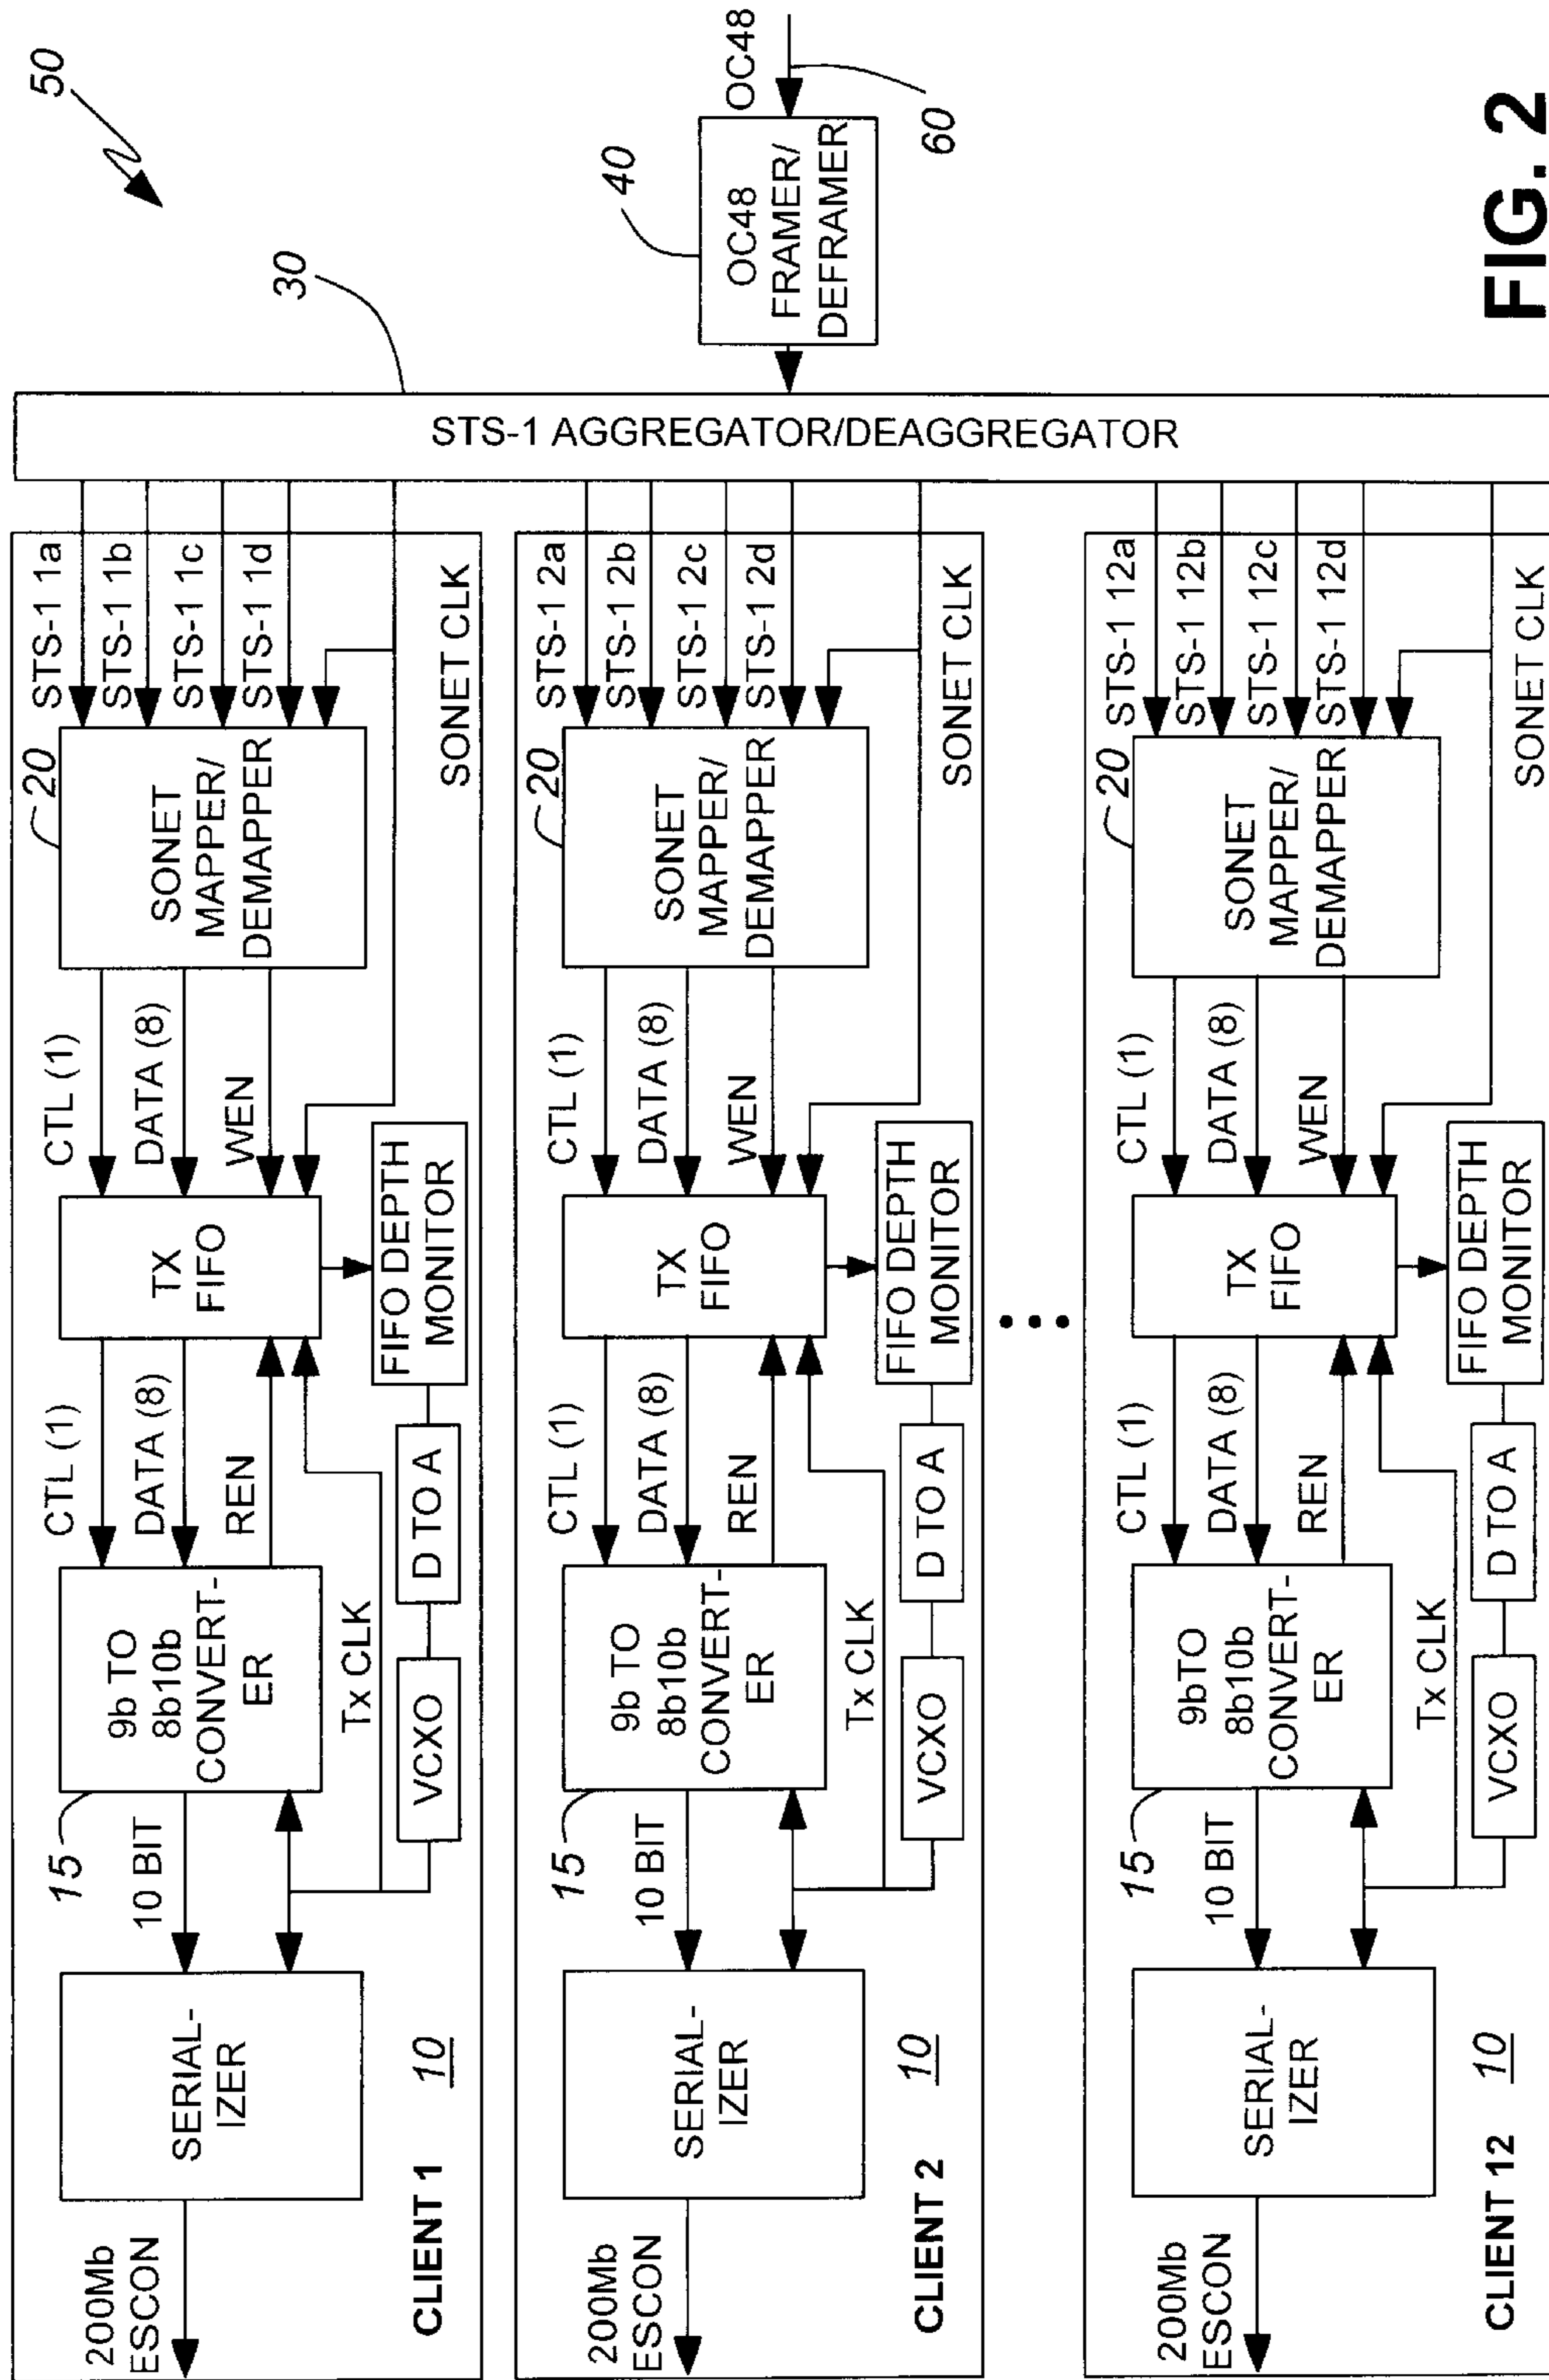 50
200Mb
ESCON
SERIAL-
IZER
10 BIT
15
9b TO
8b10b
CONVERT-
ER
CTL (1)
DATA (8)
REN
TX
FIFO
CTL (1)
DATA (8)
WEN
20
SONET
MAPPER/
DEMAPPER
STS-1 1a
STS-1 1b
STS-1 1c
STS-1 1d
Tx CLK
VCXO
D TO A
FIFO DEPTH
MONITOR
SONET CLK
CLIENT 1
10
200Mb
ESCON
SERIAL-
IZER
10 BIT
15
9b TO
8b10b
CONVERT-
ER
CTL (1)
DATA (8)
REN
TX
FIFO
CTL (1)
DATA (8)
WEN
20
SONET
MAPPER/
DEMAPPER
STS-1 2a
STS-1 2b
STS-1 2c
STS-1 2d
Tx CLK
VCXO
D TO A
FIFO DEPTH
MONITOR
SONET CLK
CLIENT 2
10
200Mb
ESCON
SERIAL-
IZER
10 BIT
15
9bTO
8b10b
CONVERT-
ER
CTL (1)
DATA (8)
REN
TX
FIFO
CTL (1)
DATA (8)
WEN
20
SONET
MAPPER/
DEMAPPER
STS-1 12a
STS-1 12b
STS-1 12c
STS-1 12d
Tx CLK
VCXO
D TO A
FIFO DEPTH
MONITOR
SONET CLK
CLIENT 12
10
30
STS-1 AGGREGATOR/DEAGGREGATOR
40
OC48
FRAMER/
DEFRAMER
OC48
60
FIG. 2